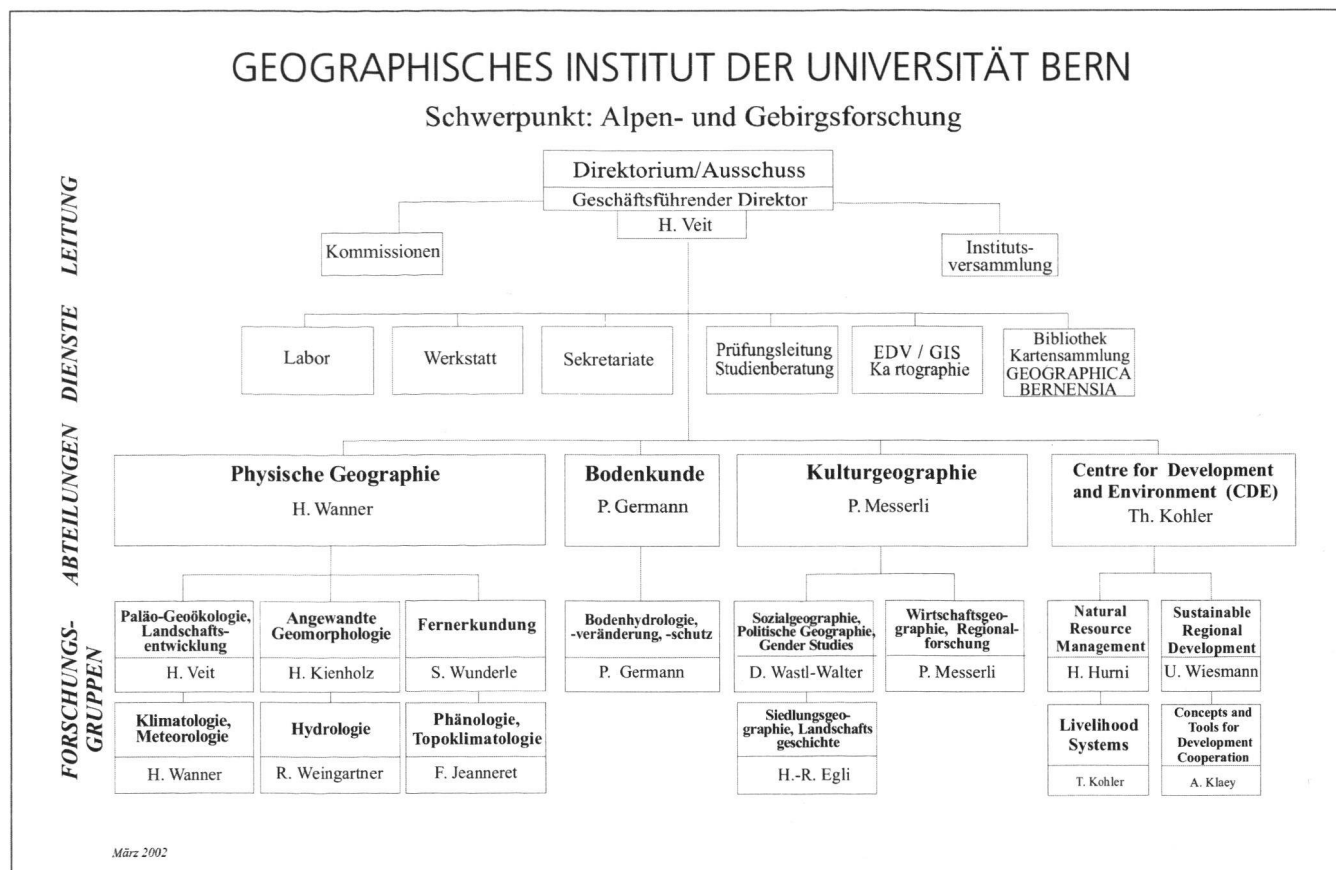 GEOGRAPHISCHES INSTITUT DER UNIVERSITÄT BERN
Schwerpunkt: Alpen- und Gebirgsforschung
LEITUNG
Direktorium/Ausschuss
Geschäftsführender Direktor
H. Veit
Kommissionen
Instituts-
versammlung
DIENSTE
Labor
Werkstatt
Sekretariate
Prüfungsleitung
Studienberatung
EDV / GIS
Ka rtographie
Bibliothek
Kartensammlung
GEOGRAPHICA
BERNENSIA
ABTEILUNGEN
Physische Geographie
H. Wanner
Bodenkunde
P. Germann
Kulturgeographie
P. Messerli
Centre for Development
and Environment (CDE)
Th. Kohler
FORSCHUNGS-
GRUPPEN
Paläo-Geoökologie,
Landschafts-
entwicklung
H. Veit
Angewandte
Geomorphologie
H. Kienholz
Fernerkundung
S. Wunderle
Bodenhydrologie,
-veränderung, -schutz
P. Germann
Sozialgeographie,
Politische Geographie,
Gender Studies
D. Wastl-Walter
Wirtschaftsgeo-
graphie, Regional-
forschung
P. Messerli
Natural
Resource
Management
H. Hurni
Sustainable
Regional
Development
U. Wiesmann
Klimatologie,
Meteorologie
H. Wanner
Hydrologie
R. Weingartner
Phänologie,
Topoklimatologie
F. Jeanneret
Siedlungsgeo-
graphie, Landschafts
geschichte
H.-R. Egli
Livelihood
Systems
T. Kohler
Concepts and
Tools for
Development
Cooperation
A. Klaey
März 2002